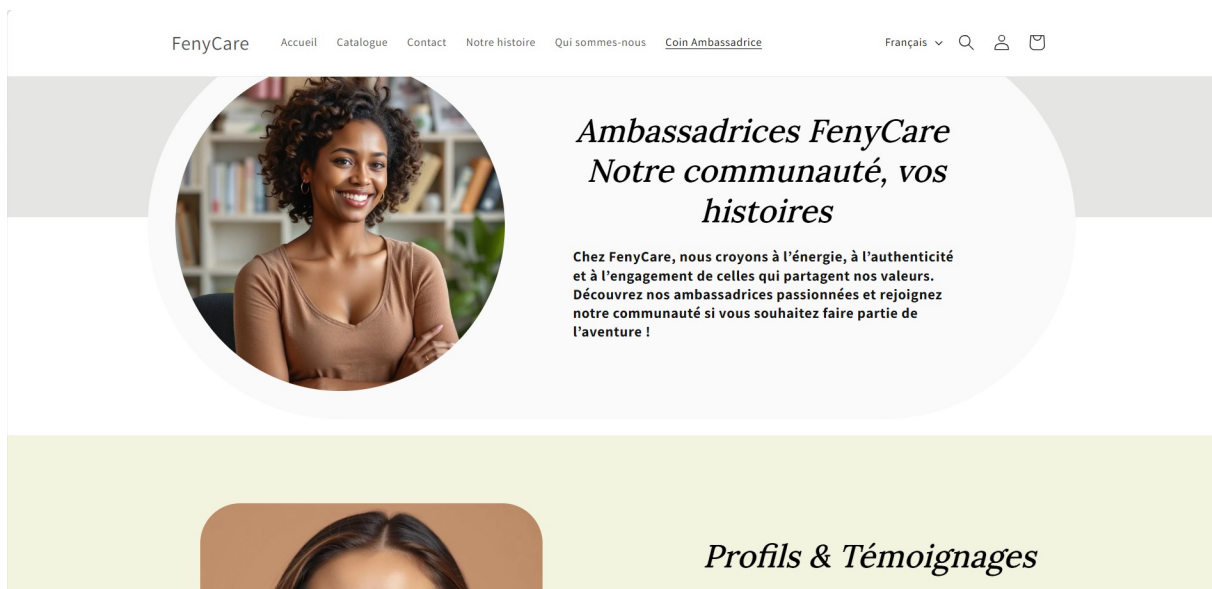 FenyCare Accueil Catalogue Contact Notre histoire Qui sommes-nous Coin Ambassadrice Français
Ambassadrices FenyCare
Notre communauté, vos
histoires
Chez FenyCare, nous croyons à l’énergie, à l’authenticité
et à l’engagement de celles qui partagent nos valeurs.
Découvrez nos ambassadrices passionnées et rejoignez
notre communauté si vous souhaitez faire partie de
l’aventure !
Profils & Témoignages